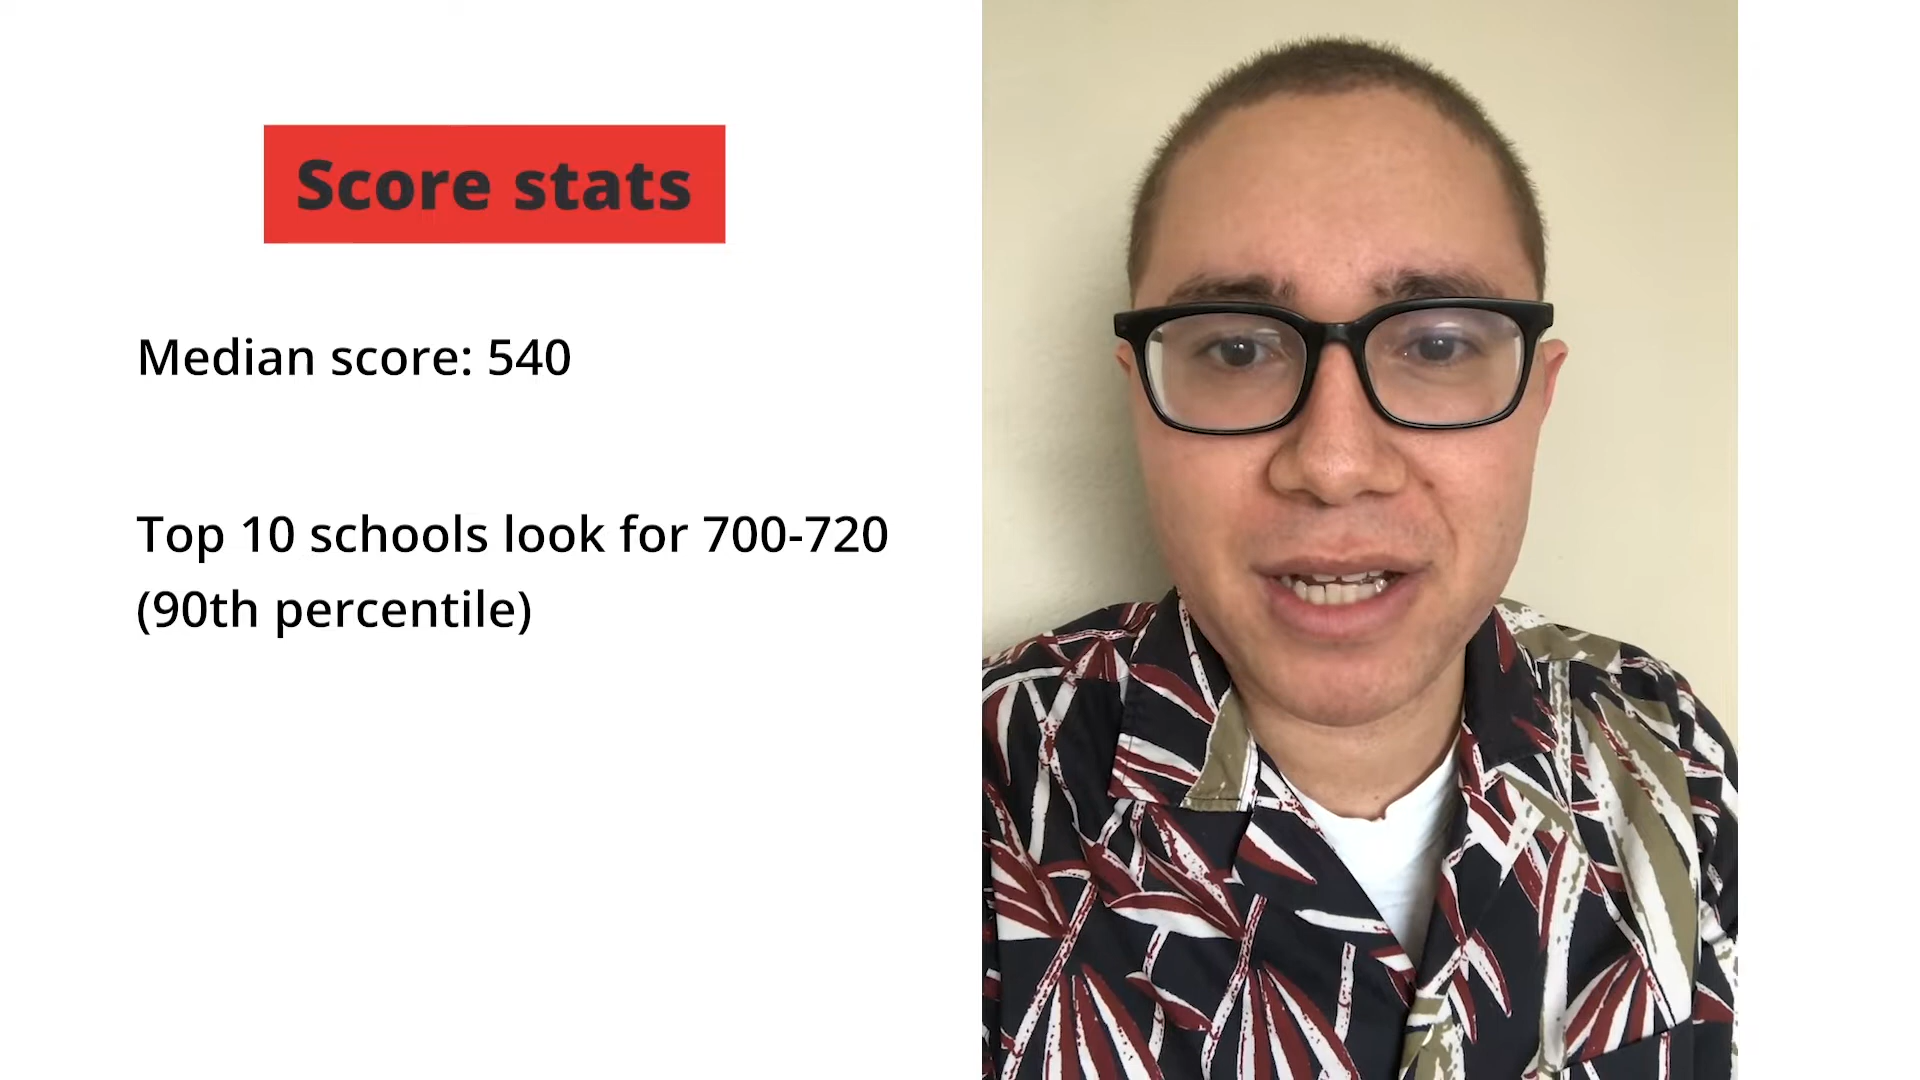 Score stats
Median score: 540
Top 10 schools look for 700-720
(90th percentile)